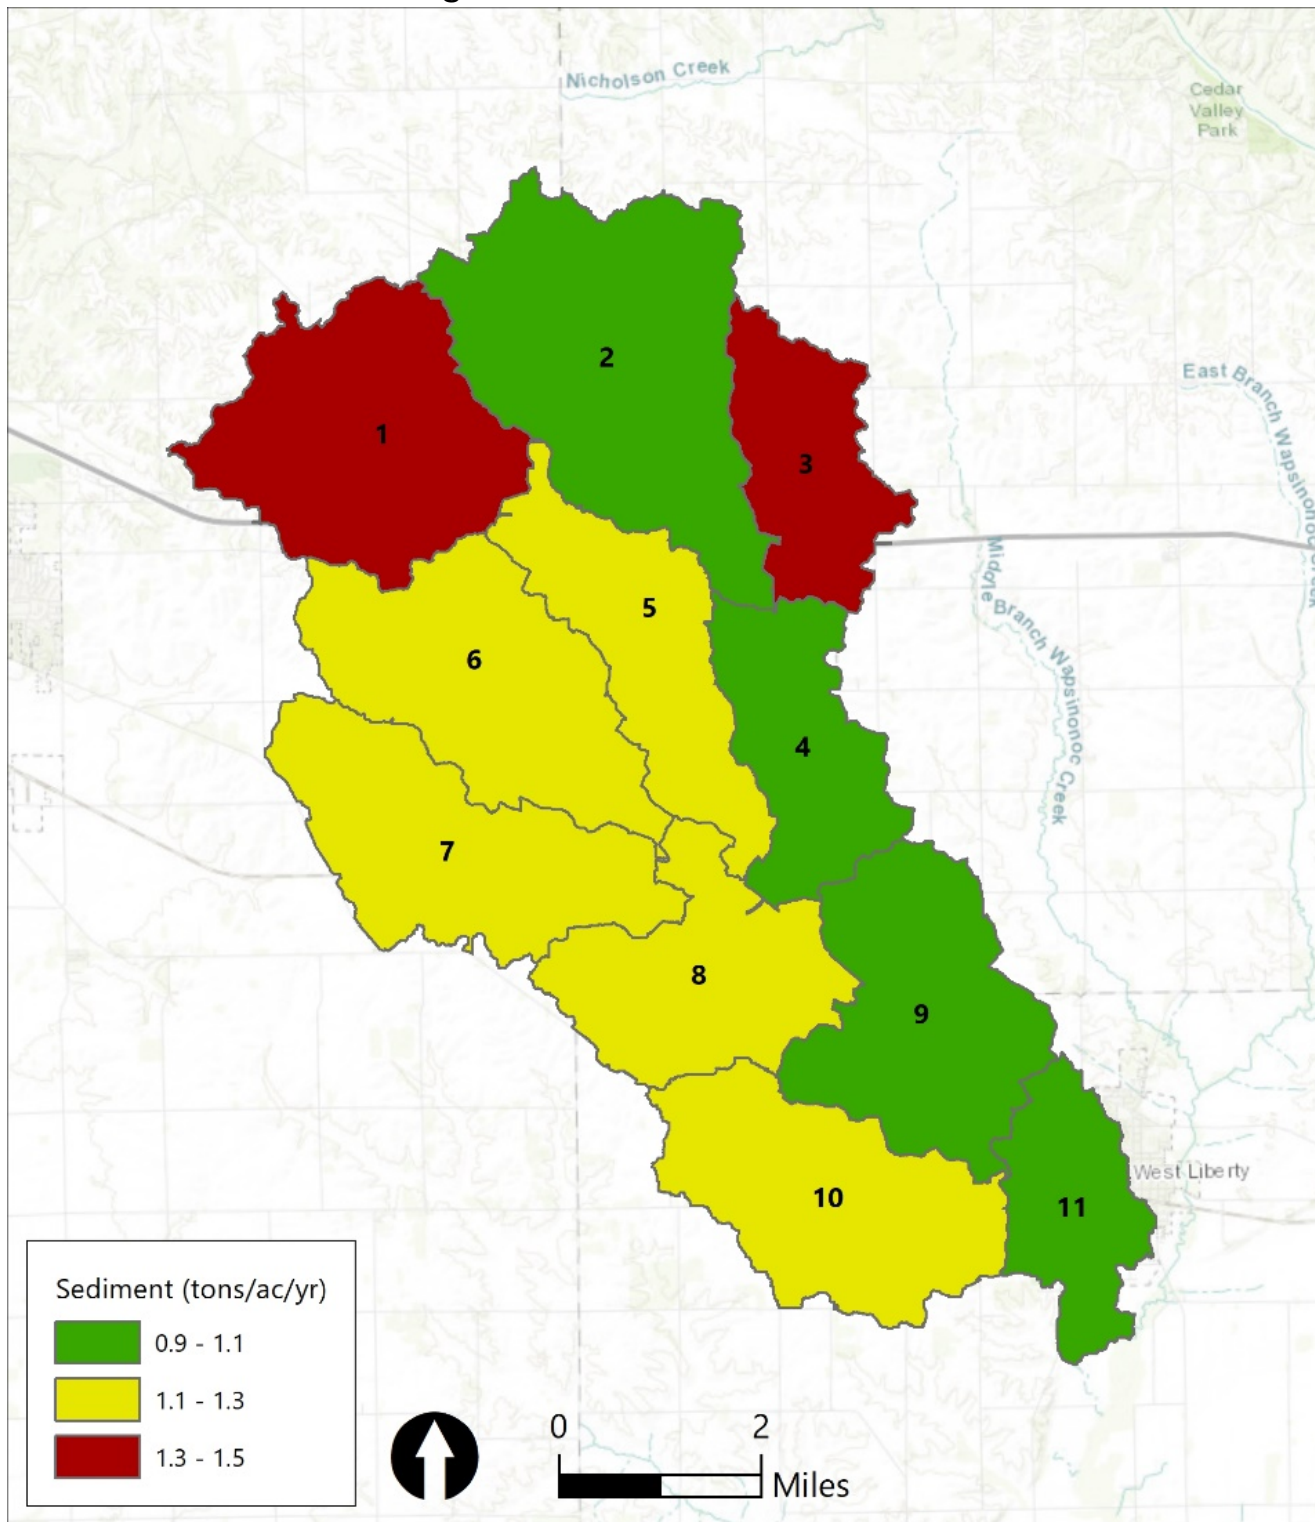 Nicholson Creek
Cedar
Valley
Park
2
East Branch Wapsinonoc Creek
1
3
Middle Branch Wapsinonoc Creek
5
6
4
7
8
9
West Liberty
10
11
Sediment (tons/ac/yr)
0.9 - 1.1
1.1 - 1.3
1.3 - 1.5
0 2
Miles